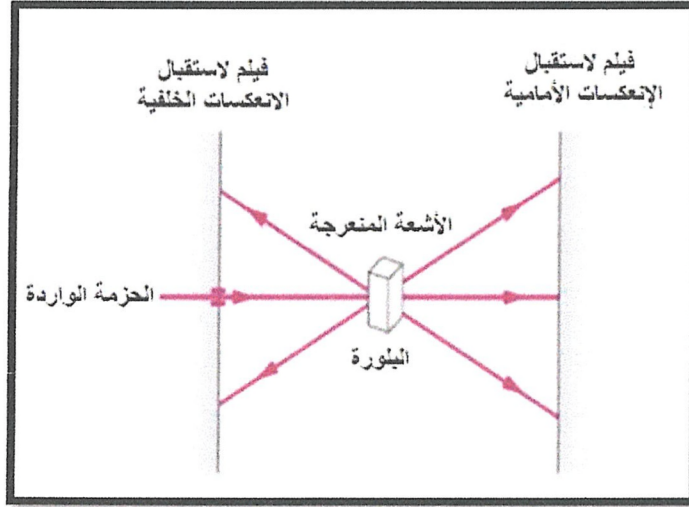 فيلم لاستقبال
الإنعكسات الأمامية
فيلم لاستقبال
الانعكسات الخلفية
الأشعة المنعرجة
الحزمة الواردة
البلورة